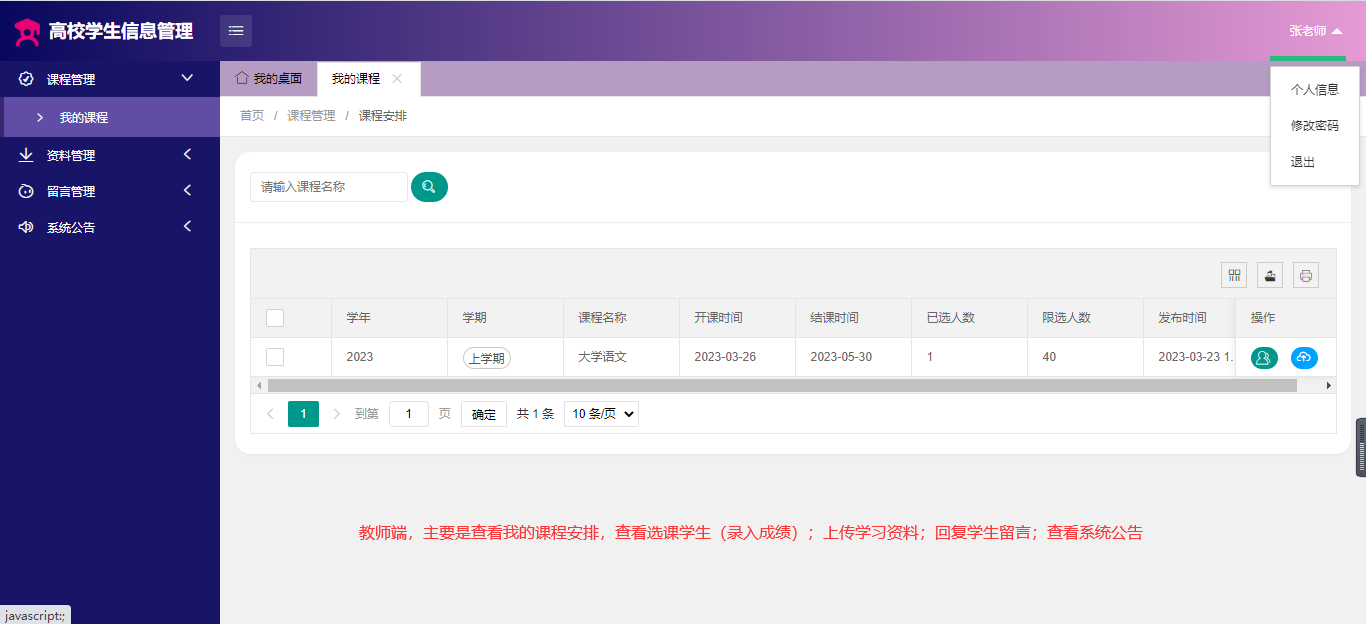 高校学生信息管理
张老师
课程管理
我的课程
资料管理
留言管理
系统公告
我的桌面 我的课程
个人信息
修改密码
退出
首页 / 课程管理 / 课程安排
请输入课程名称
学年 学期 课程名称 开课时间 结课时间 已选人数 限选人数 发布时间 操作
2023 上学期 大学语文 2023-03-26 2023-05-30 1 40 2023-03-23 1.
1 到第 1 页 确定 共 1 条 10 条/页
教师端，主要是查看我的课程安排，查看选课学生（录入成绩）；上传学习资料；回复学生留言；查看系统公告
javascript:;